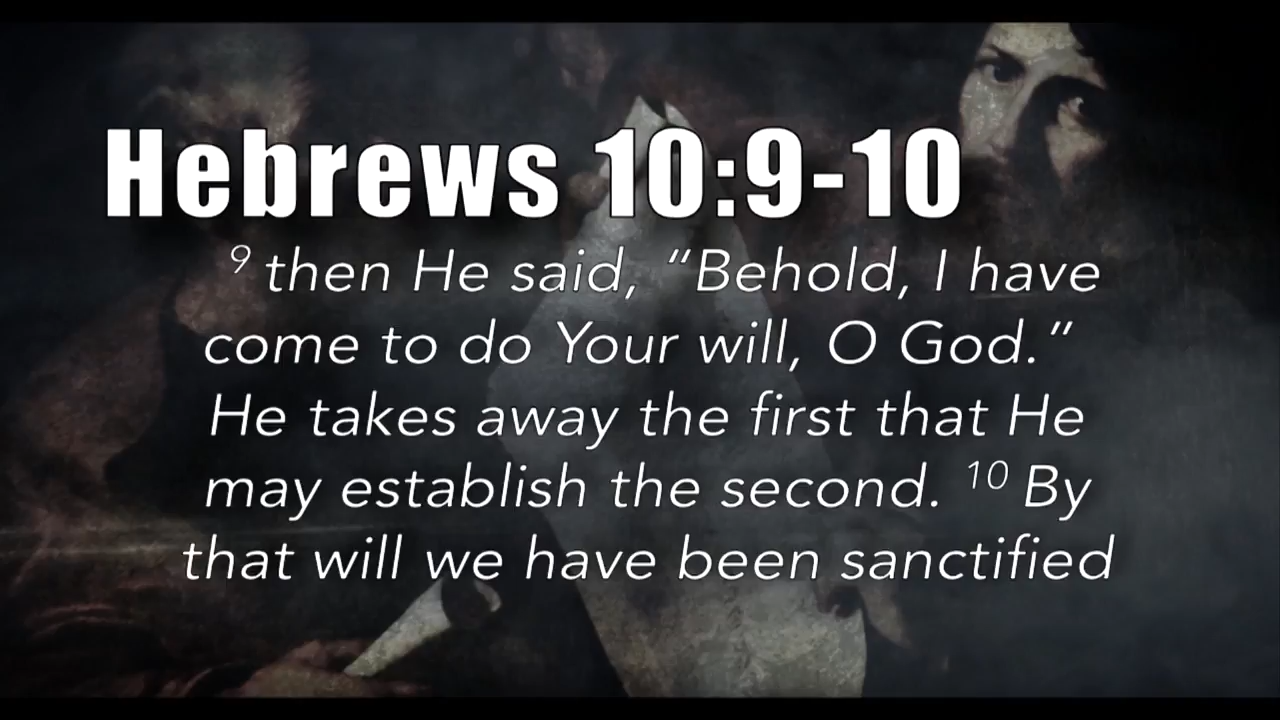 Hebrews 10:9-10
⁹ then He said, “Behold, I have
come to do Your will, O God.”
He takes away the first that He
may establish the second. ¹⁰ By
that will we have been sanctified